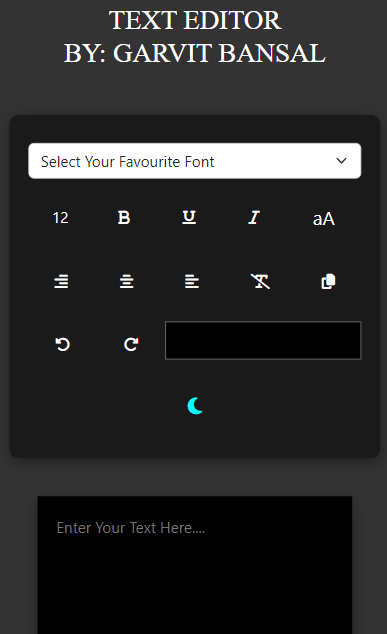 TEXT EDITOR
BY: GARVIT BANSAL
Select Your Favourite Font
12 B U I aA
Enter Your Text Here....